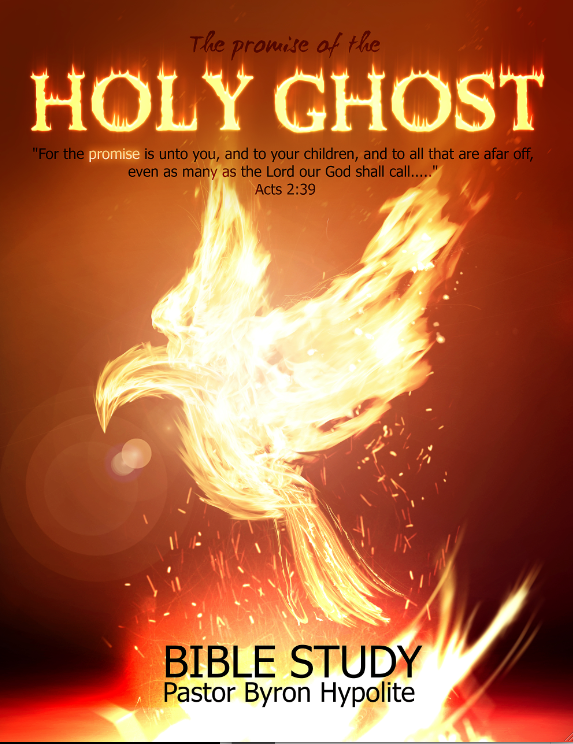 The promise of the
HOLY GHOST
"For the promise is unto you, and to your children, and to all that are afar off,
even as many as the Lord our God shall call....."
Acts 2:39
BIBLE STUDY
Pastor Byron Hypolite